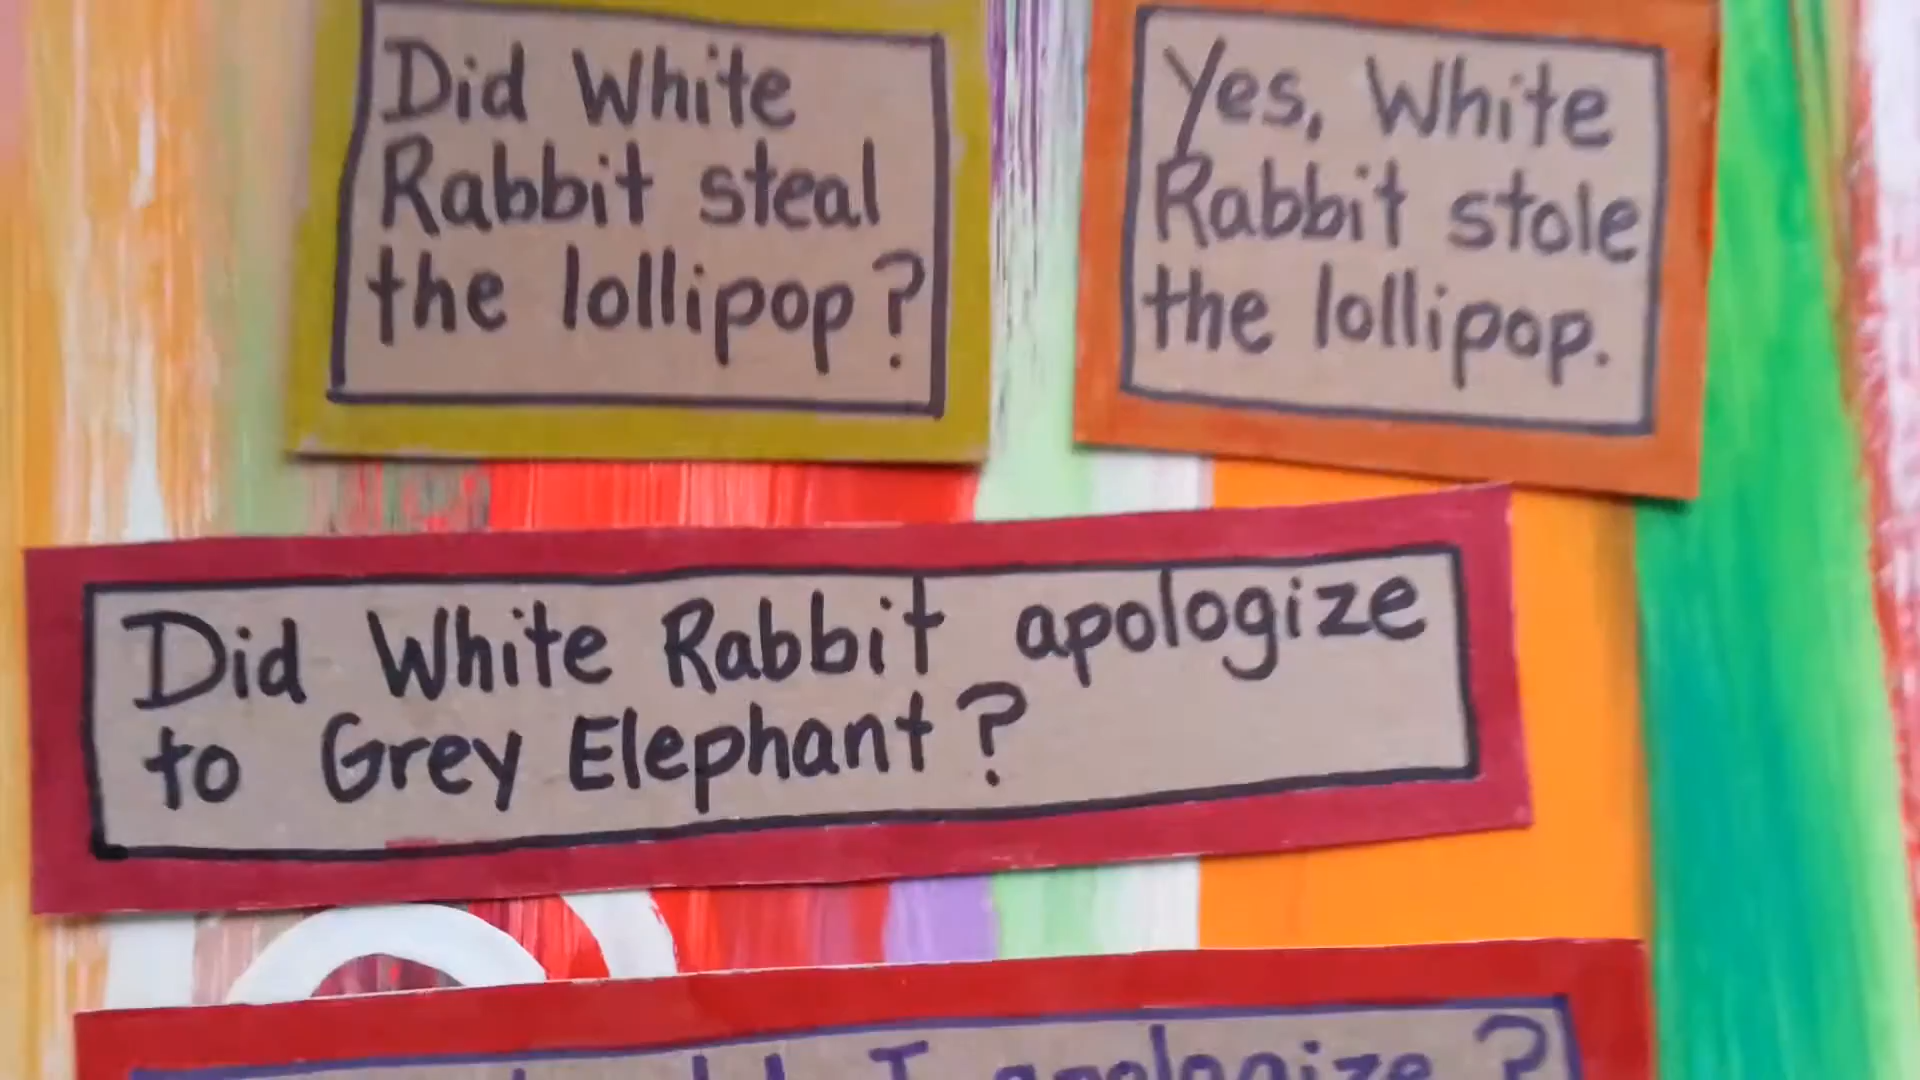 Did White
Rabbit steal
the lollipop?
Yes, White
Rabbit stole
the lollipop.
Did White Rabbit apologize
to Grey Elephant?
I apologize?